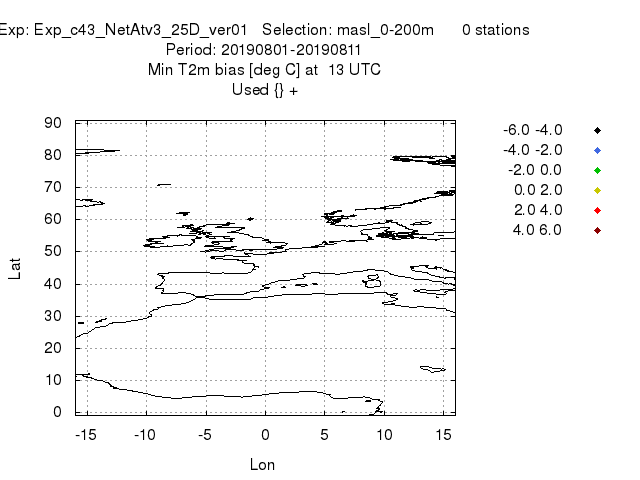 Exp: Exp_c43_NetAtv3_25D_ver01 Selection: masl_0-200m 0 stations
Period: 20190801-20190811
Min T2m bias [deg C] at 13 UTC
Used {} +
90
80
70
60
50
40
30
20
10
0
Lat
-15 -10 -5 0 5 10 15
Lon
-6.0 -4.0
-4.0 -2.0
-2.0 0.0
0.0 2.0
2.0 4.0
4.0 6.0